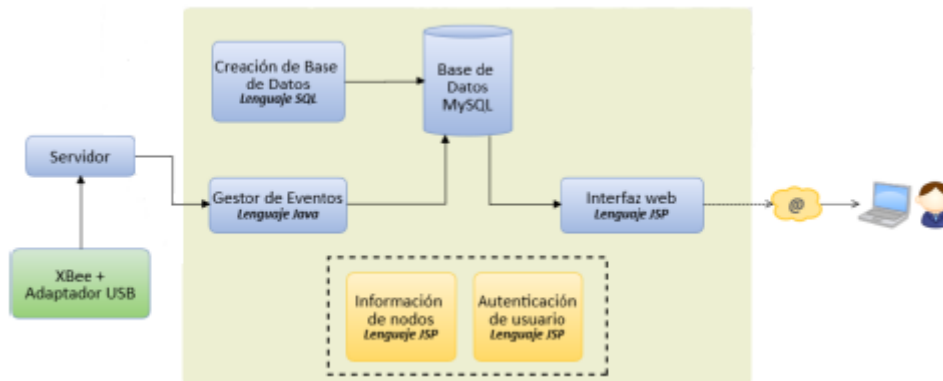 Creación de Base
de Datos
Lenguaje SQL
Base de
Datos
MySQL
Servidor
Gestor de Eventos
Lenguaje Java
Interfaz web
Lenguaje JSP
@
XBee +
Adaptador USB
Información
de nodos
Lenguaje JSP
Autenticación
de usuario
Lenguaje JSP